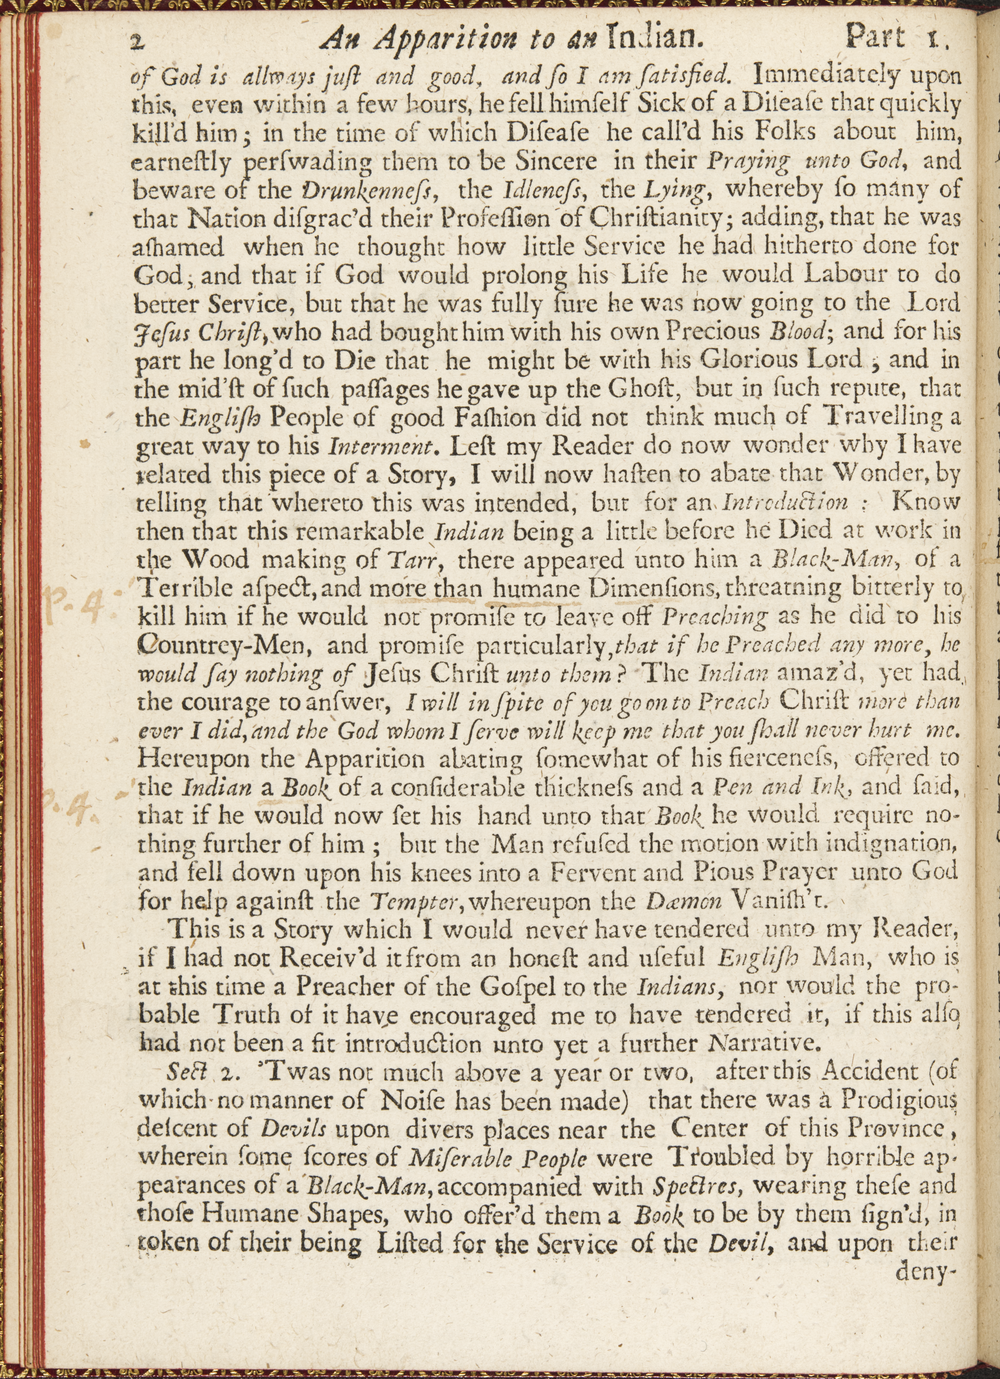 2 An Apparition to an Indian. Part 1.
of God is allways juſt and good, and ſo I am ſatisfied. Immediately upon
this, even within a few hours, he fell himſelf Sick of a Diſeaſe that quickly
kill'd him; in the time of which Diſeaſe he call'd his Folks about him,
earneſtly perſwading them to be Sincere in their Praying unto God, and
beware of the Drunkenneſs, the Idleneſs, the Lying, whereby ſo many of
that Nation diſgrac'd their Profeſſion of Chriſtianity; adding, that he was
aſhamed when he thought how little Service he had hitherto done for
God; and that if God would prolong his Life he would Labour to do
better Service, but that he was fully ſure he was now going to the Lord
Jeſus Chriſt, who had bought him with his own Precious Blood; and for his
part he long'd to Die that he might be with his Glorious Lord; and in
the mid'ſt of ſuch paſſages he gave up the Ghoſt, but in ſuch repute, that
the Engliſh People of good Faſhion did not think much of Travelling a
great way to his Interment. Leſt my Reader do now wonder why I have
related this piece of a Story, I will now haſten to abate that Wonder, by
telling that whereto this was intended, but for an Introduction: Know
then that this remarkable Indian being a little before he Died at work in
the Wood making of Tarr, there appeared unto him a Black-Man, of a
Terrible aſpect, and more than humane Dimenſions, threatning bitterly to
p. 4.
kill him if he would not promiſe to leave off Preaching as he did to his
Countrey-Men, and promiſe particularly, that if he Preached any more, he
would ſay nothing of Jeſus Chriſt unto them? The Indian amaz'd, yet had
the courage to anſwer, I will in ſpite of you go on to Preach Chriſt more than
ever I did, and the God whom I ſerve will keep me that you ſhall never hurt me.
Hereupon the Apparition abating ſomewhat of his fierceneſs, offered to
the Indian a Book of a conſiderable thickneſs and a Pen and Ink, and ſaid,
p. 4.
that if he would now ſet his hand unto that Book he would require no-
thing further of him; but the Man refuſed the motion with indignation,
and fell down upon his knees into a Fervent and Pious Prayer unto God
for help againſt the Tempter, whereupon the Dæmon Vaniſh't.
This is a Story which I would never have tendered unto my Reader,
if I had not Receiv'd it from an honeſt and uſeful Engliſh Man, who is
at this time a Preacher of the Goſpel to the Indians, nor would the pro-
bable Truth of it have encouraged me to have tendered it, if this alſo
had not been a fit introduction unto yet a further Narrative.
Sect 2. 'Twas not much above a year or two, after this Accident (of
which no manner of Noiſe has been made) that there was a Prodigious
deſcent of Devils upon divers places near the Center of this Province,
wherein ſome ſcores of Miſerable People were Troubled by horrible ap-
pearances of a Black-Man, accompanied with Spectres, wearing theſe and
thoſe Humane Shapes, who offer'd them a Book to be by them ſign'd, in
token of their being Liſted for the Service of the Devil, and upon their
deny-